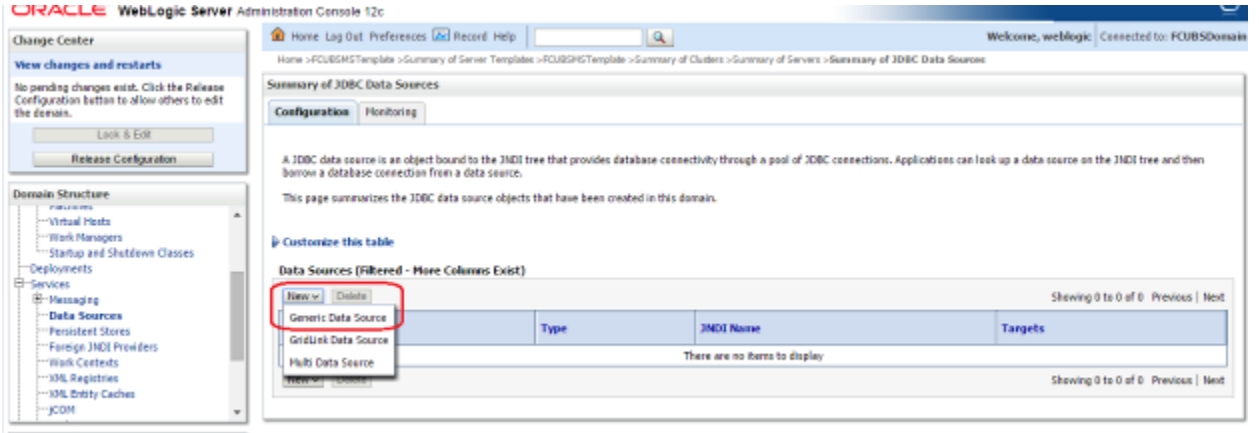 ORACLE WebLogic Server Administration Console 12c
Change Center
View changes and restarts
No pending changes exist. Click the Release
Configuration button to allow others to edit
the domain.
Lock & Edit
Release Configuration
Domain Structure
Machines
Virtual Hosts
Work Managers
Startup and Shutdown Classes
Deployments
Services
Messaging
Data Sources
Persistent Stores
Foreign JNDI Providers
Work Contexts
XML Registries
XML Entity Caches
jCOM
Home Log Out Preferences Record Help
Welcome, weblogic Connected to: FCUBSDomain
Home >FCUBSMSTemplate >Summary of Server Templates >FCUBSMSTemplate >Summary of Clusters >Summary of Servers >Summary of JDBC Data Sources
Summary of JDBC Data Sources
Configuration Monitoring
A JDBC data source is an object bound to the JNDI tree that provides database connectivity through a pool of JDBC connections. Applications can look up a data source on the JNDI tree and then
borrow a database connection from a data source.
This page summarizes the JDBC data source objects that have been created in this domain.
Customize this table
Data Sources (Filtered - More Columns Exist)
New Delete
Showing 0 to 0 of 0 Previous | Next
Generic Data Source
GridLink Data Source
Multi Data Source
Type JNDI Name Targets
There are no items to display
New Delete
Showing 0 to 0 of 0 Previous | Next